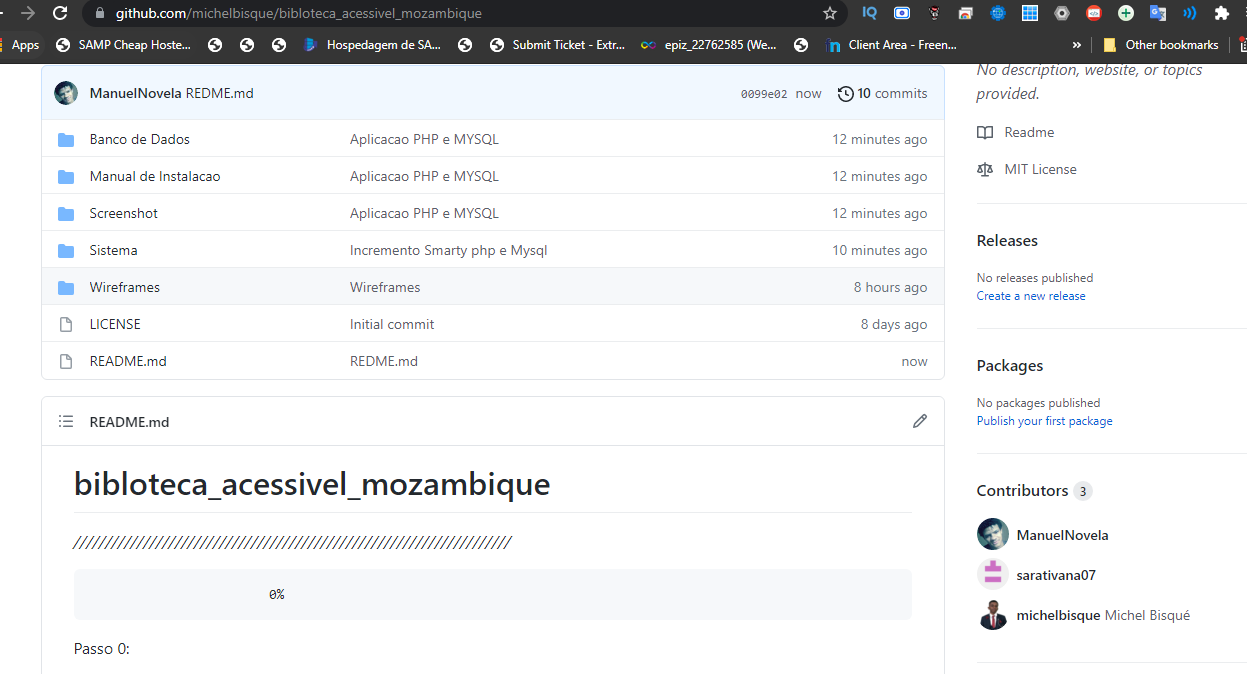 github.com/michelbisque/bibloteca_acessivel_mozambique
Apps SAMP Cheap Hoste... Hospedagem de SA... Submit Ticket - Extr... epiz_22762585 (We... Client Area - Freen... » Other bookmarks
No description, website, or topics
provided.
Readme
MIT License
Releases
No releases published
Create a new release
Packages
No packages published
Publish your first package
Contributors 3
ManuelNovela
sarativana07
michelbisque Michel Bisqué
ManuelNovela REDME.md 0099e02 now 10 commits
Banco de Dados Aplicacao PHP e MYSQL 12 minutes ago
Manual de Instalacao Aplicacao PHP e MYSQL 12 minutes ago
Screenshot Aplicacao PHP e MYSQL 12 minutes ago
Sistema Incremento Smarty php e Mysql 10 minutes ago
Wireframes Wireframes 8 hours ago
LICENSE Initial commit 8 days ago
README.md REDME.md now
README.md
bibloteca_acessivel_mozambique
//////////////////////////////////////////////////////////////////////
0%
Passo 0: